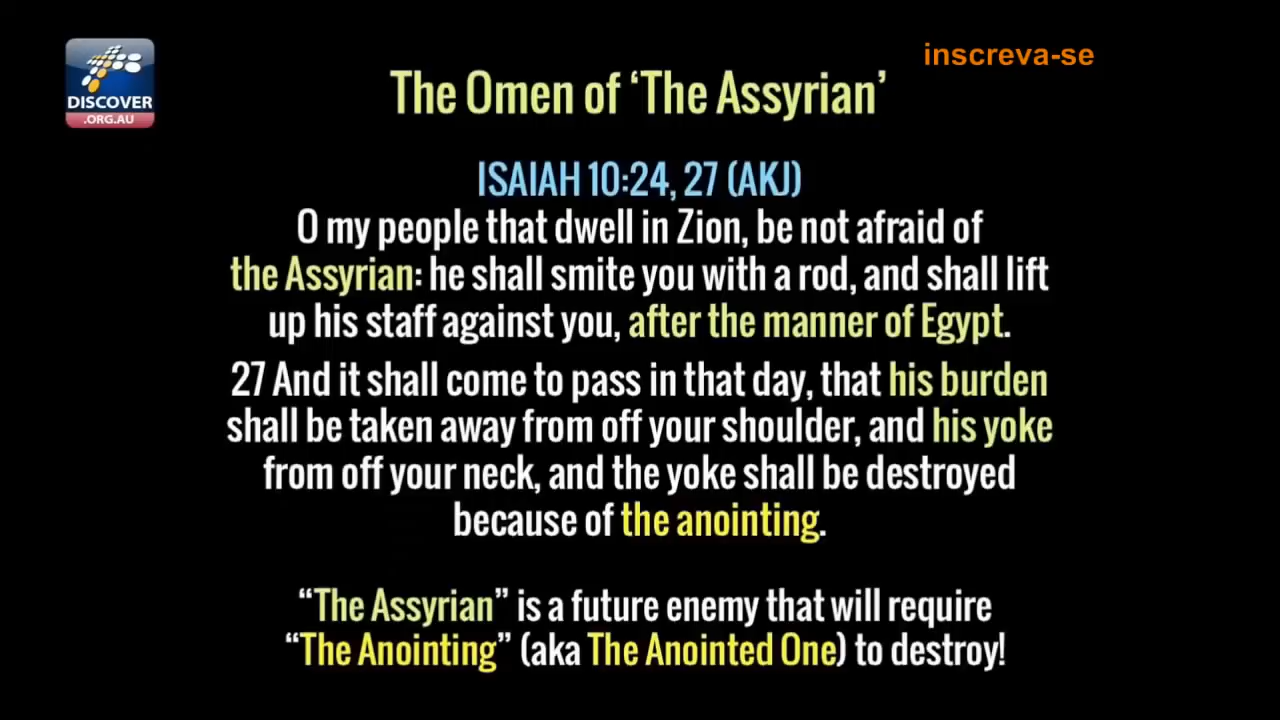 DISCOVER
.ORG.AU
inscreva-se
The Omen of ‘The Assyrian’
ISAIAH 10:24, 27 (AKJ)
O my people that dwell in Zion, be not afraid of
the Assyrian: he shall smite you with a rod, and shall lift
up his staff against you, after the manner of Egypt.
27 And it shall come to pass in that day, that his burden
shall be taken away from off your shoulder, and his yoke
from off your neck, and the yoke shall be destroyed
because of the anointing.
“The Assyrian” is a future enemy that will require
“The Anointing” (aka The Anointed One) to destroy!